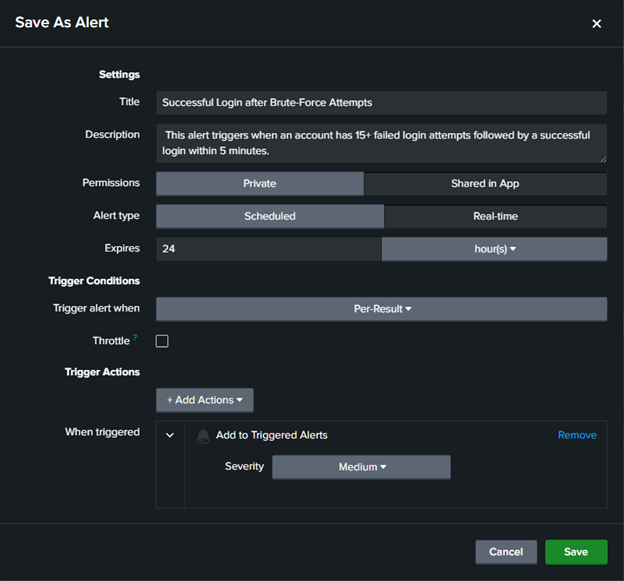 Save As Alert
Settings
Title Successful Login after Brute-Force Attempts
Description This alert triggers when an account has 15+ failed login attempts followed by a successful
login within 5 minutes.
Permissions Private Shared in App
Alert type Scheduled Real-time
Expires 24 hour(s)
Trigger Conditions
Trigger alert when Per-Result
Throttle ?
Trigger Actions
+ Add Actions
When triggered Add to Triggered Alerts Remove
Severity Medium
Cancel Save